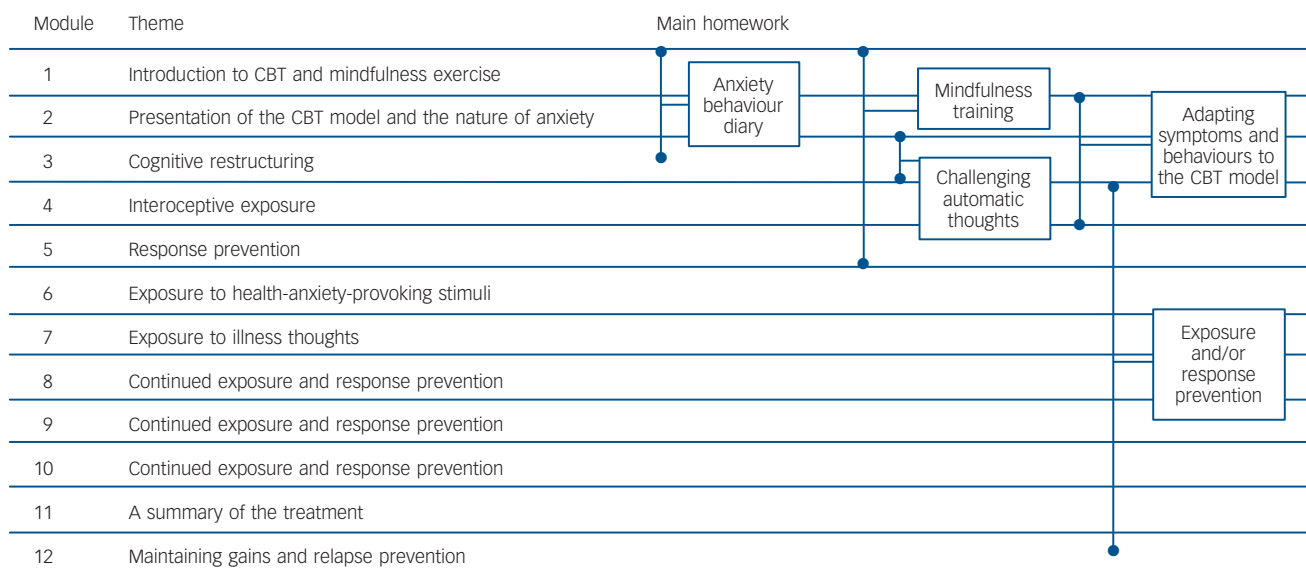 Module Theme Main homework
1 Introduction to CBT and mindfulness exercise
2 Presentation of the CBT model and the nature of anxiety
3 Cognitive restructuring
4 Interoceptive exposure
5 Response prevention
6 Exposure to health-anxiety-provoking stimuli
7 Exposure to illness thoughts
8 Continued exposure and response prevention
9 Continued exposure and response prevention
10 Continued exposure and response prevention
11 A summary of the treatment
12 Maintaining gains and relapse prevention
Anxiety
behaviour
diary
Mindfulness
training
Challenging
automatic
thoughts
Adapting
symptoms and
behaviours to
the CBT model
Exposure
and/or
response
prevention